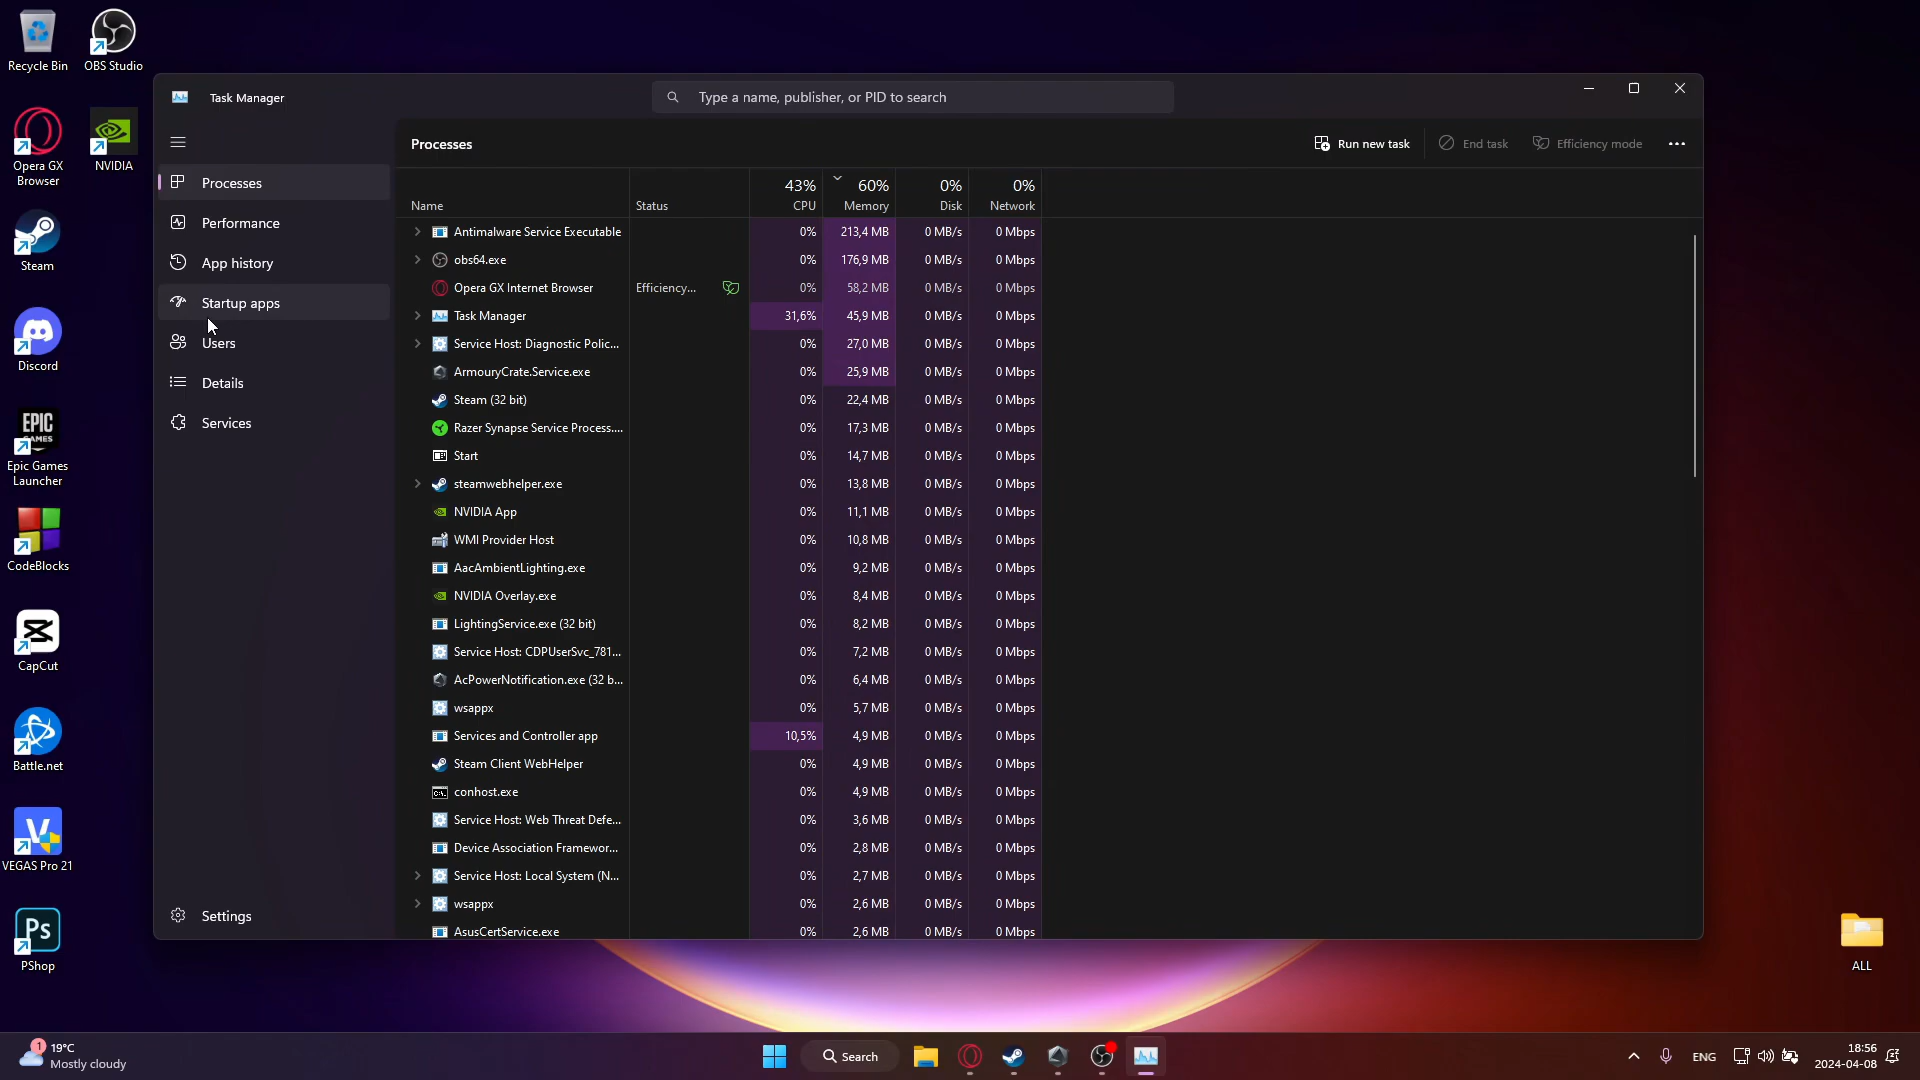 Recycle Bin
OBS Studio
Opera GX
Browser
NVIDIA
Steam
Discord
EPIC
GAMES
Epic Games
Launcher
CodeBlocks
CapCut
Battle.net
VEGAS Pro 21
Ps
PShop
ALL
Task Manager
Type a name, publisher, or PID to search
Processes
Performance
App history
Startup apps
Users
Details
Services
Settings
Processes
Run new task
End task
Efficiency mode
43% 60% 0% 0%
Name Status CPU Memory Disk Network
Antimalware Service Executable 0% 213,4 MB 0 MB/s 0 Mbps
obs64.exe 0% 176,9 MB 0 MB/s 0 Mbps
Opera GX Internet Browser Efficiency... 0% 58,2 MB 0 MB/s 0 Mbps
Task Manager 31,6% 45,9 MB 0 MB/s 0 Mbps
Service Host: Diagnostic Polic... 0% 27,0 MB 0 MB/s 0 Mbps
ArmouryCrate.Service.exe 0% 25,9 MB 0 MB/s 0 Mbps
Steam (32 bit) 0% 22,4 MB 0 MB/s 0 Mbps
Razer Synapse Service Process.... 0% 17,3 MB 0 MB/s 0 Mbps
Start 0% 14,7 MB 0 MB/s 0 Mbps
steamwebhelper.exe 0% 13,8 MB 0 MB/s 0 Mbps
NVIDIA App 0% 11,1 MB 0 MB/s 0 Mbps
WMI Provider Host 0% 10,8 MB 0 MB/s 0 Mbps
AacAmbientLighting.exe 0% 9,2 MB 0 MB/s 0 Mbps
NVIDIA Overlay.exe 0% 8,4 MB 0 MB/s 0 Mbps
LightingService.exe (32 bit) 0% 8,2 MB 0 MB/s 0 Mbps
Service Host: CDPUserSvc_781... 0% 7,2 MB 0 MB/s 0 Mbps
AcPowerNotification.exe (32 b... 0% 6,4 MB 0 MB/s 0 Mbps
wsappx 0% 5,7 MB 0 MB/s 0 Mbps
Services and Controller app 10,5% 4,9 MB 0 MB/s 0 Mbps
Steam Client WebHelper 0% 4,9 MB 0 MB/s 0 Mbps
conhost.exe 0% 4,9 MB 0 MB/s 0 Mbps
Service Host: Web Threat Defe... 0% 3,6 MB 0 MB/s 0 Mbps
Device Association Framewor... 0% 2,8 MB 0 MB/s 0 Mbps
Service Host: Local System (N... 0% 2,7 MB 0 MB/s 0 Mbps
wsappx 0% 2,6 MB 0 MB/s 0 Mbps
AsusCertService.exe 0% 2,6 MB 0 MB/s 0 Mbps
1
19°C
Mostly cloudy
Search
ENG
18:56
2024-04-08